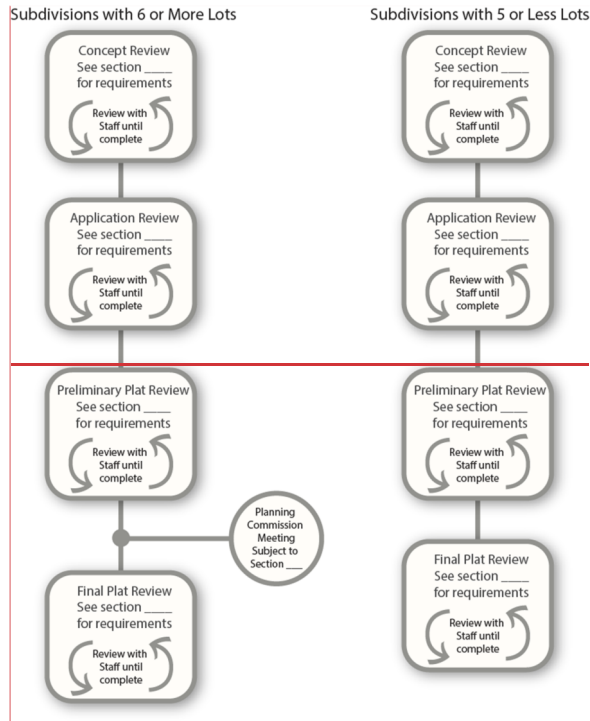 Subdivisions with 6 or More Lots
Concept Review
See section ____
for requirements
Review with
Staff until
complete
Application Review
See section ____
for requirements
Review with
Staff until
complete
Preliminary Plat Review
See section ____
for requirements
Review with
Staff until
complete
Planning
Commission
Meeting
Subject to
Section ___
Final Plat Review
See section ____
for requirements
Review with
Staff until
complete
Subdivisions with 5 or Less Lots
Concept Review
See section ____
for requirements
Review with
Staff until
complete
Application Review
See section ____
for requirements
Review with
Staff until
complete
Preliminary Plat Review
See section ____
for requirements
Review with
Staff until
complete
Final Plat Review
See section ____
for requirements
Review with
Staff until
complete